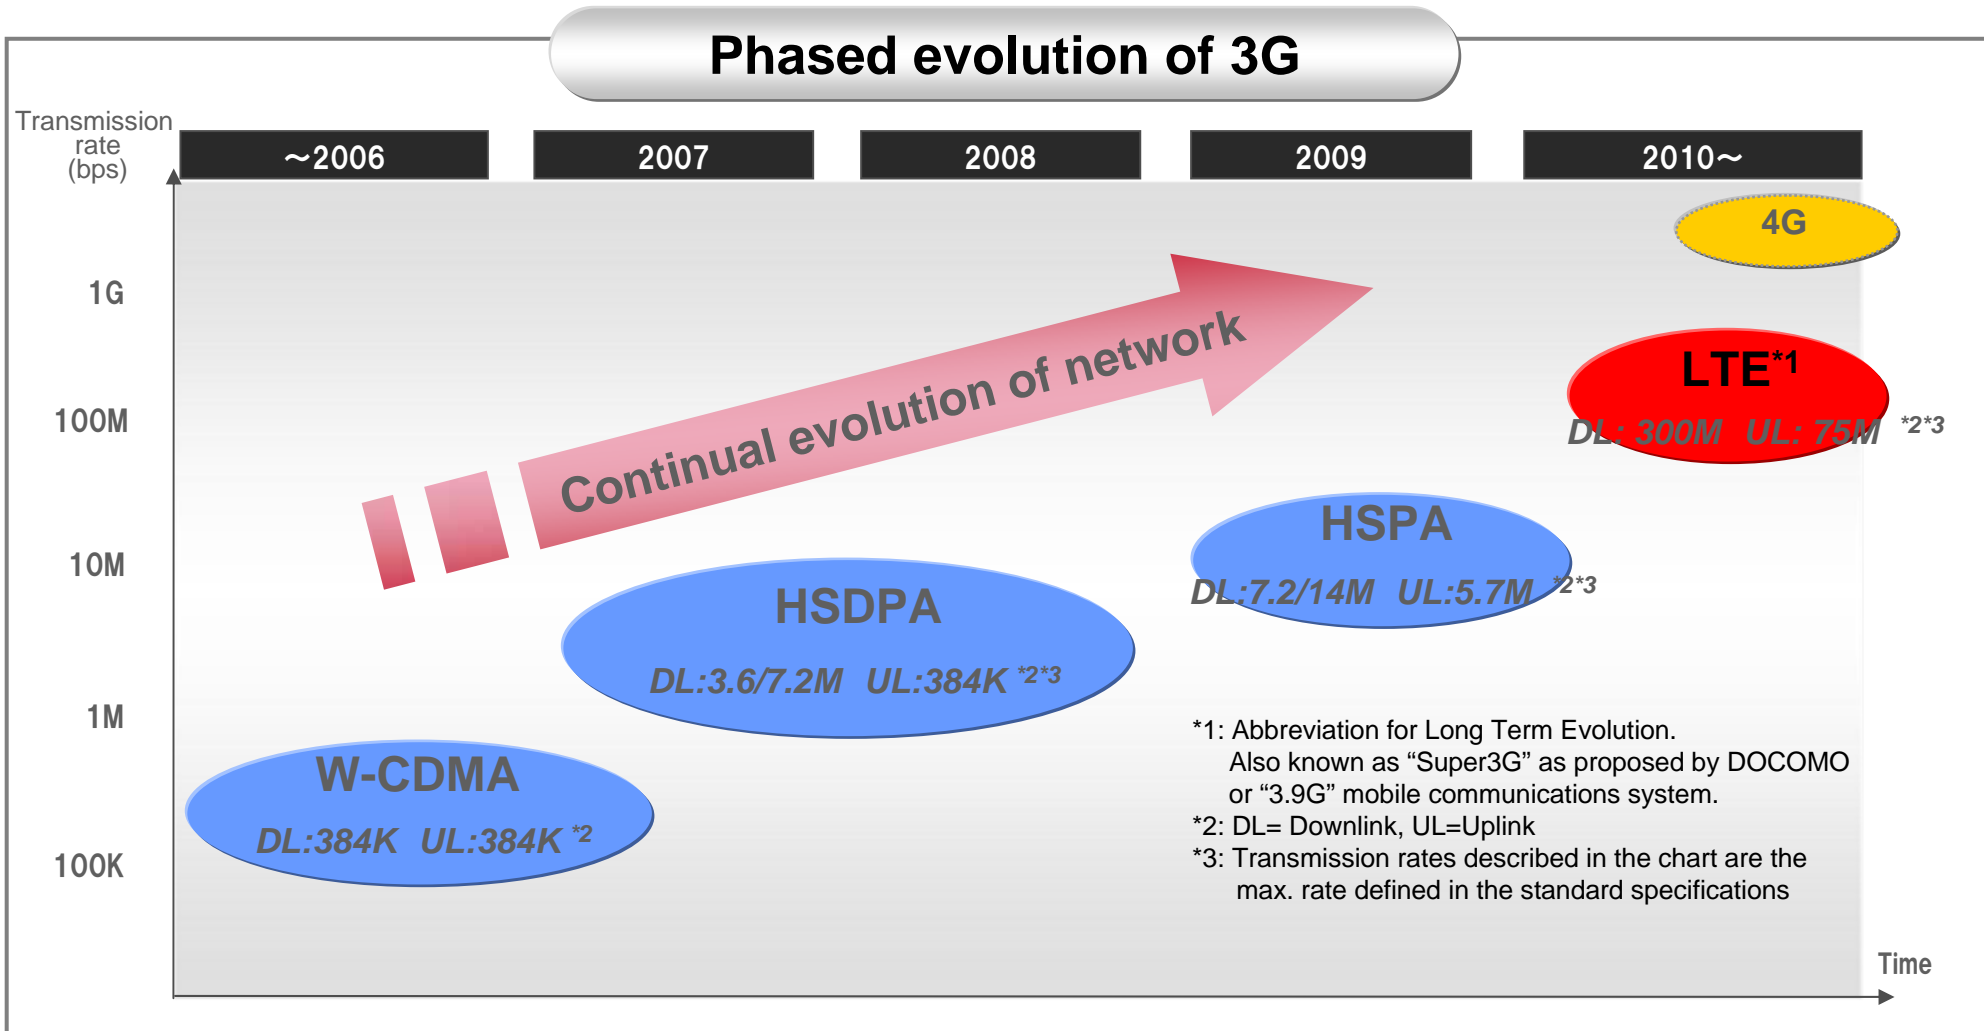 Phased evolution of 3G
Transmission
rate
(bps)
～2006
2007
2008
2009
2010～
4G
1G
Continual evolution of network
LTE*1
DL: 300M UL: 75M *2*3
100M
HSPA
DL:7.2/14M UL:5.7M *2*3
10M
HSDPA
DL:3.6/7.2M UL:384K *2*3
1M
W-CDMA
DL:384K UL:384K *2
100K
*1: Abbreviation for Long Term Evolution.
Also known as “Super3G” as proposed by DOCOMO
or “3.9G” mobile communications system.
*2: DL= Downlink, UL=Uplink
*3: Transmission rates described in the chart are the
max. rate defined in the standard specifications
Time